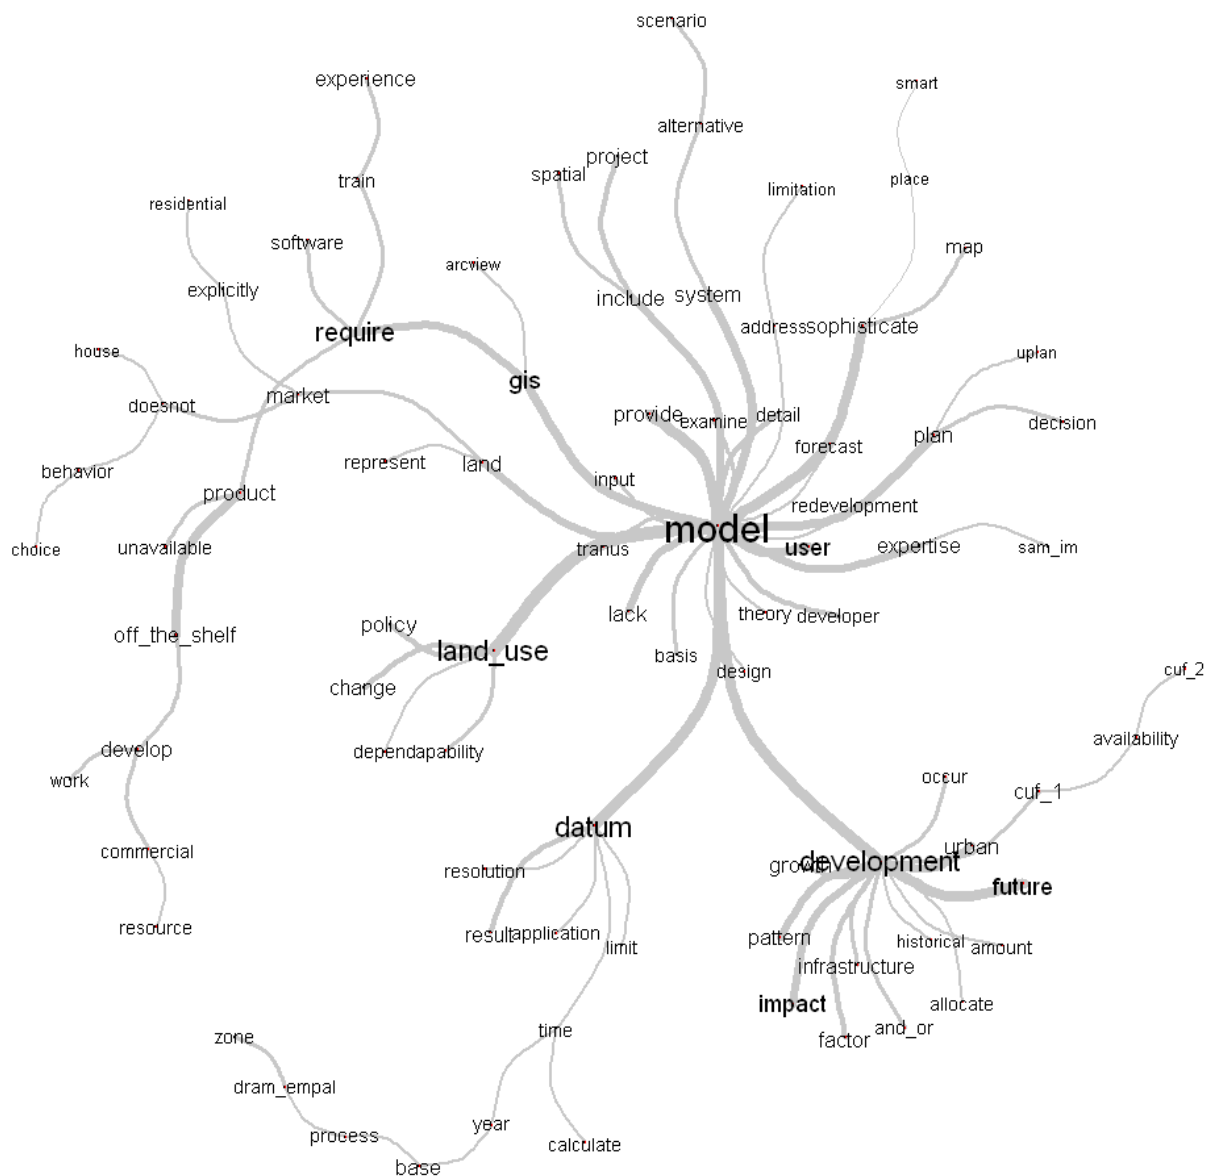 scenario
experience
smart
alternative
project
spatial
train
limitation
place
residential
software
map
arcview
explicitly
include
system
require
addresssophisticate
house
uplan
gis
market
doesnot
provide
examine
detail
decision
forecast
plan
represent
land
behavior
input
product
redevelopment
model
choice
unavailable
tranus
user
expertise
sam_im
lack
theory
developer
off_the_shelf
policy
land_use
basis
design
cuf_2
change
dependapability
develop
availability
work
occur
cuf_1
datum
commercial
urban
development
growth
resolution
future
resource
result
application
pattern
historical
amount
limit
infrastructure
impact
allocate
zone
time
factor
and_or
dram_empal
year
process
calculate
base